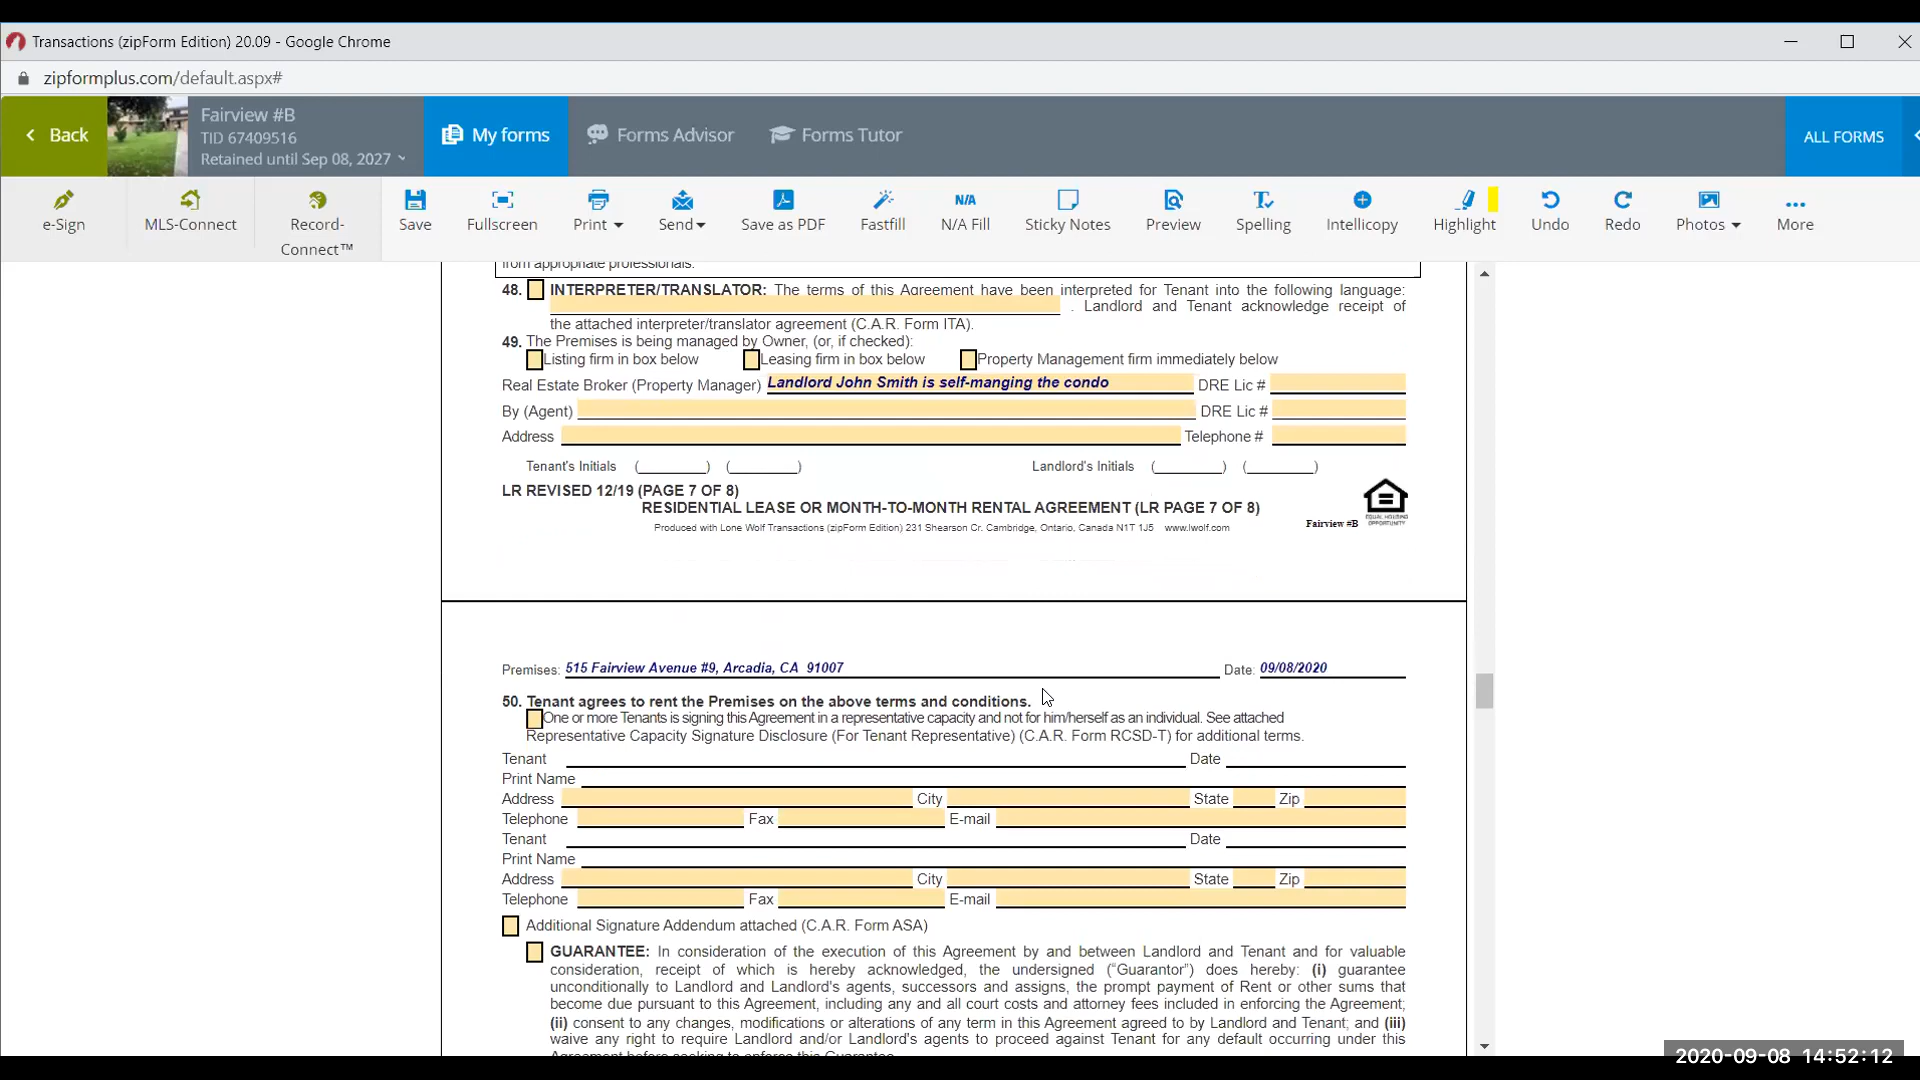 Transactions (zipForm Edition) 20.09 - Google Chrome
zipformplus.com/default.aspx#
Back
Fairview #B
TID 67409516
Retained until Sep 08, 2027
My forms
Forms Advisor
Forms Tutor
ALL FORMS
e-Sign
MLS-Connect
Record-
Connect™
Save
Fullscreen
Print
Send
Save as PDF
Fastfill
N/A
N/A Fill
Sticky Notes
Preview
Spelling
Intellicopy
Highlight
Undo
Redo
Photos
More
from appropriate professionals.
48. INTERPRETER/TRANSLATOR: The terms of this Agreement have been interpreted for Tenant into the following language:
. Landlord and Tenant acknowledge receipt of
the attached interpreter/translator agreement (C.A.R. Form ITA).
49. The Premises is being managed by Owner, (or, if checked):
Listing firm in box below Leasing firm in box below Property Management firm immediately below
Real Estate Broker (Property Manager) Landlord John Smith is self-manging the condo DRE Lic #
By (Agent) DRE Lic #
Address Telephone #
Tenant's Initials (________) (________) Landlord's Initials (________) (________)
LR REVISED 12/19 (PAGE 7 OF 8)
RESIDENTIAL LEASE OR MONTH-TO-MONTH RENTAL AGREEMENT (LR PAGE 7 OF 8)
EQUAL HOUSING
OPPORTUNITY
Produced with Lone Wolf Transactions (zipForm Edition) 231 Shearson Cr. Cambridge, Ontario, Canada N1T 1J5 www.lwolf.com Fairview #B
Premises: 515 Fairview Avenue #9, Arcadia, CA 91007 Date: 09/08/2020
50. Tenant agrees to rent the Premises on the above terms and conditions.
One or more Tenants is signing this Agreement in a representative capacity and not for him/herself as an individual. See attached
Representative Capacity Signature Disclosure (For Tenant Representative) (C.A.R. Form RCSD-T) for additional terms.
Tenant Date
Print Name
Address City State Zip
Telephone Fax E-mail
Tenant Date
Print Name
Address City State Zip
Telephone Fax E-mail
Additional Signature Addendum attached (C.A.R. Form ASA)
GUARANTEE: In consideration of the execution of this Agreement by and between Landlord and Tenant and for valuable
consideration, receipt of which is hereby acknowledged, the undersigned ("Guarantor") does hereby: (i) guarantee
unconditionally to Landlord and Landlord's agents, successors and assigns, the prompt payment of Rent or other sums that
become due pursuant to this Agreement, including any and all court costs and attorney fees included in enforcing the Agreement;
(ii) consent to any changes, modifications or alterations of any term in this Agreement agreed to by Landlord and Tenant; and (iii)
waive any right to require Landlord and/or Landlord's agents to proceed against Tenant for any default occurring under this
Agreement before seeking to enforce this Guarantee.
2020-09-08 14:52:12